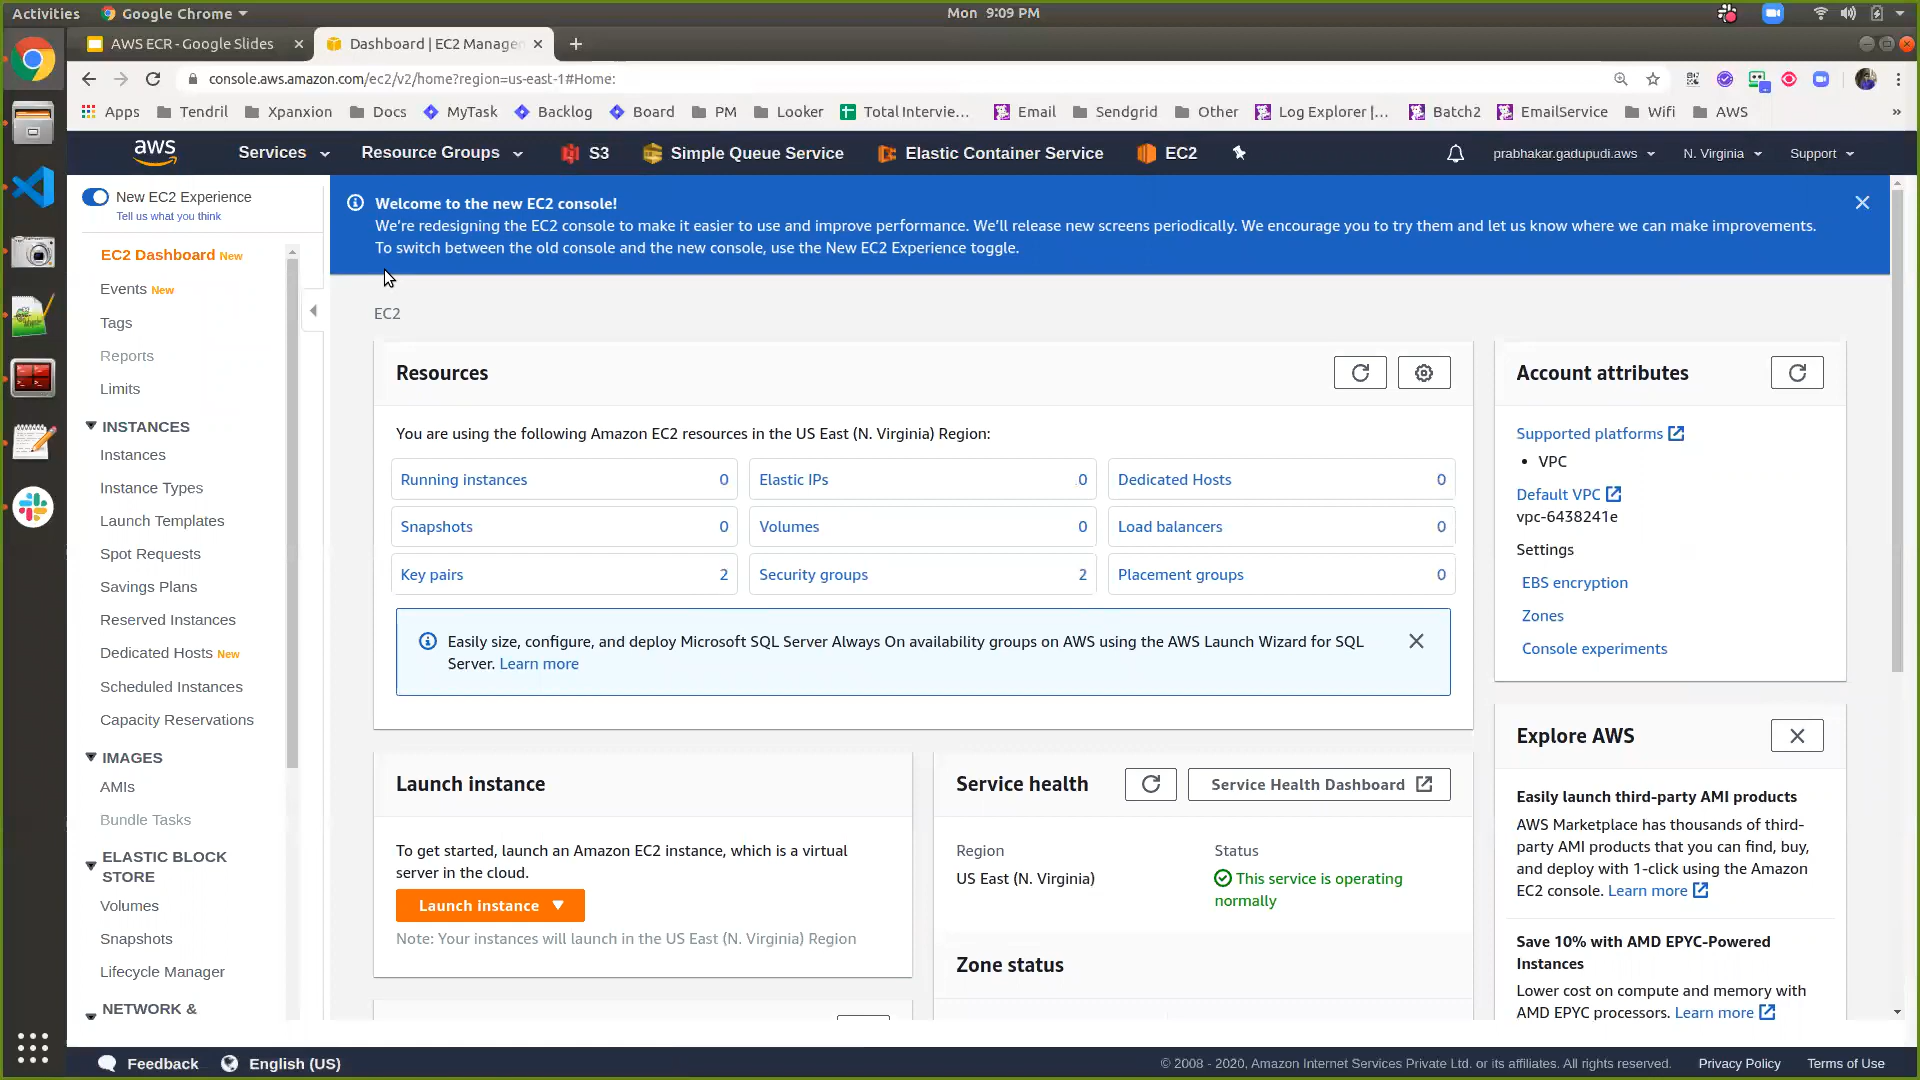 Activities
Google Chrome
Mon 9:09 PM
AWS ECR - Google Slides
Dashboard | EC2 Manage
console.aws.amazon.com/ec2/v2/home?region=us-east-1#Home:
Apps
Tendril
Xpanxion
Docs
MyTask
Backlog
Board
PM
Looker
Total Intervie...
Email
Sendgrid
Other
Log Explorer |...
Batch2
EmailService
Wifi
AWS
»
aws
Services
Resource Groups
S3
Simple Queue Service
Elastic Container Service
EC2
prabhakar.gadupudi.aws
N. Virginia
Support
New EC2 Experience
Tell us what you think
EC2 Dashboard New
Events New
Tags
Reports
Limits
INSTANCES
Instances
Instance Types
Launch Templates
Spot Requests
Savings Plans
Reserved Instances
Dedicated Hosts New
Scheduled Instances
Capacity Reservations
IMAGES
AMIs
Bundle Tasks
ELASTIC BLOCK
STORE
Volumes
Snapshots
Lifecycle Manager
NETWORK &
Welcome to the new EC2 console!
We're redesigning the EC2 console to make it easier to use and improve performance. We'll release new screens periodically. We encourage you to try them and let us know where we can make improvements.
To switch between the old console and the new console, use the New EC2 Experience toggle.
EC2
Resources
You are using the following Amazon EC2 resources in the US East (N. Virginia) Region:
Running instances 0
Elastic IPs 0
Dedicated Hosts 0
Snapshots 0
Volumes 0
Load balancers 0
Key pairs 2
Security groups 2
Placement groups 0
Easily size, configure, and deploy Microsoft SQL Server Always On availability groups on AWS using the AWS Launch Wizard for SQL
Server. Learn more
Launch instance
To get started, launch an Amazon EC2 instance, which is a virtual
server in the cloud.
Launch instance
Note: Your instances will launch in the US East (N. Virginia) Region
Service health
Service Health Dashboard
Region
Status
US East (N. Virginia)
This service is operating
normally
Zone status
Account attributes
Supported platforms
• VPC
Default VPC
vpc-6438241e
Settings
EBS encryption
Zones
Console experiments
Explore AWS
Easily launch third-party AMI products
AWS Marketplace has thousands of third-
party AMI products that you can find, buy,
and deploy with 1-click using the Amazon
EC2 console. Learn more
Save 10% with AMD EPYC-Powered
Instances
Lower cost on compute and memory with
AMD EPYC processors. Learn more
Feedback
English (US)
© 2008 - 2020, Amazon Internet Services Private Ltd. or its affiliates. All rights reserved.
Privacy Policy
Terms of Use